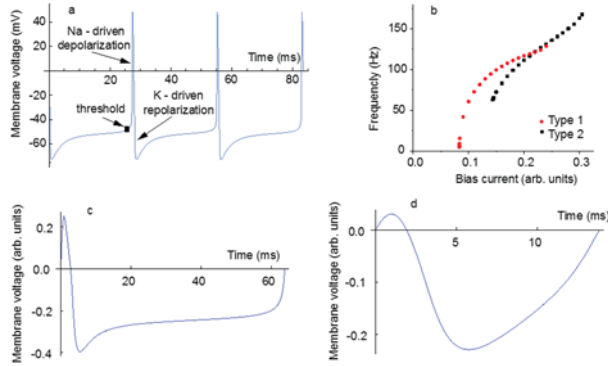 a
Membrane voltage (mV)
40
0
-40
-60
Na - driven
depolarization
Time (ms)
20
40
60
80
K - driven
repolarization
threshold
b
Frequency (Hz)
150
100
50
0
0.0
0.1
0.2
0.3
Bias current (arb. units)
Type 1
Type 2
c
Membrane voltage (arb. units)
0.2
0.0
-0.2
-0.4
Time (ms)
20
40
60
d
Membrane voltage (arb. units)
0.0
-0.1
-0.2
Time (ms)
5
10